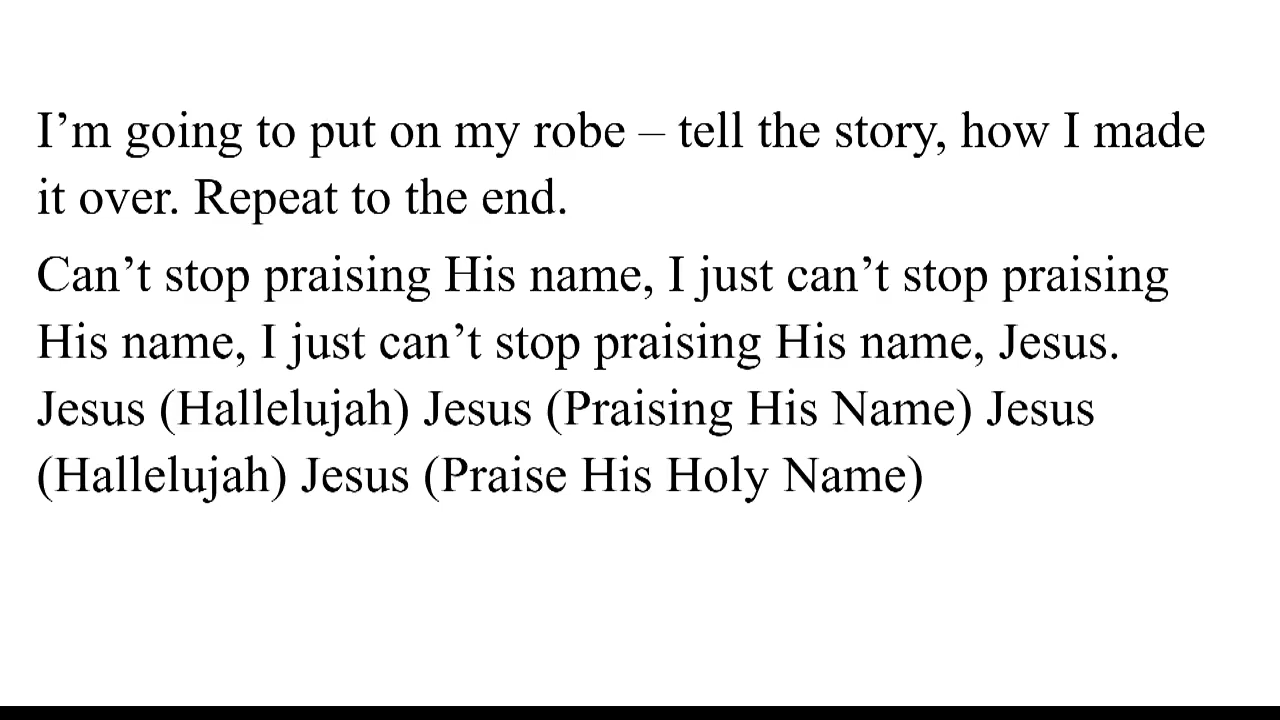 I’m going to put on my robe – tell the story, how I made
it over. Repeat to the end.
Can’t stop praising His name, I just can’t stop praising
His name, I just can’t stop praising His name, Jesus.
Jesus (Hallelujah) Jesus (Praising His Name) Jesus
(Hallelujah) Jesus (Praise His Holy Name)